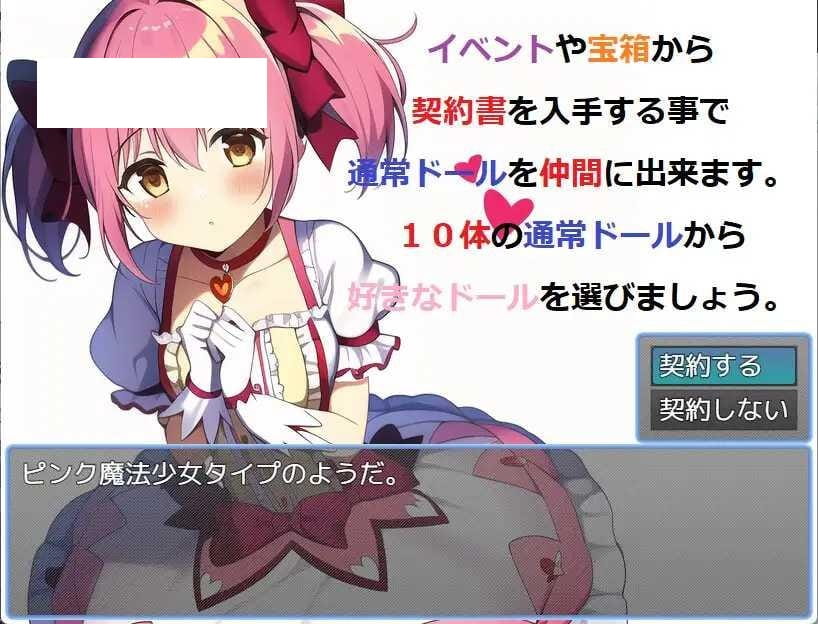 イベントや宝箱から
契約書を入手する事で
通常ドールを仲間に出来ます。
１０体の通常ドールから
好きなドールを選びましょう。
契約する
契約しない
ピンク魔法少女タイプのようだ。